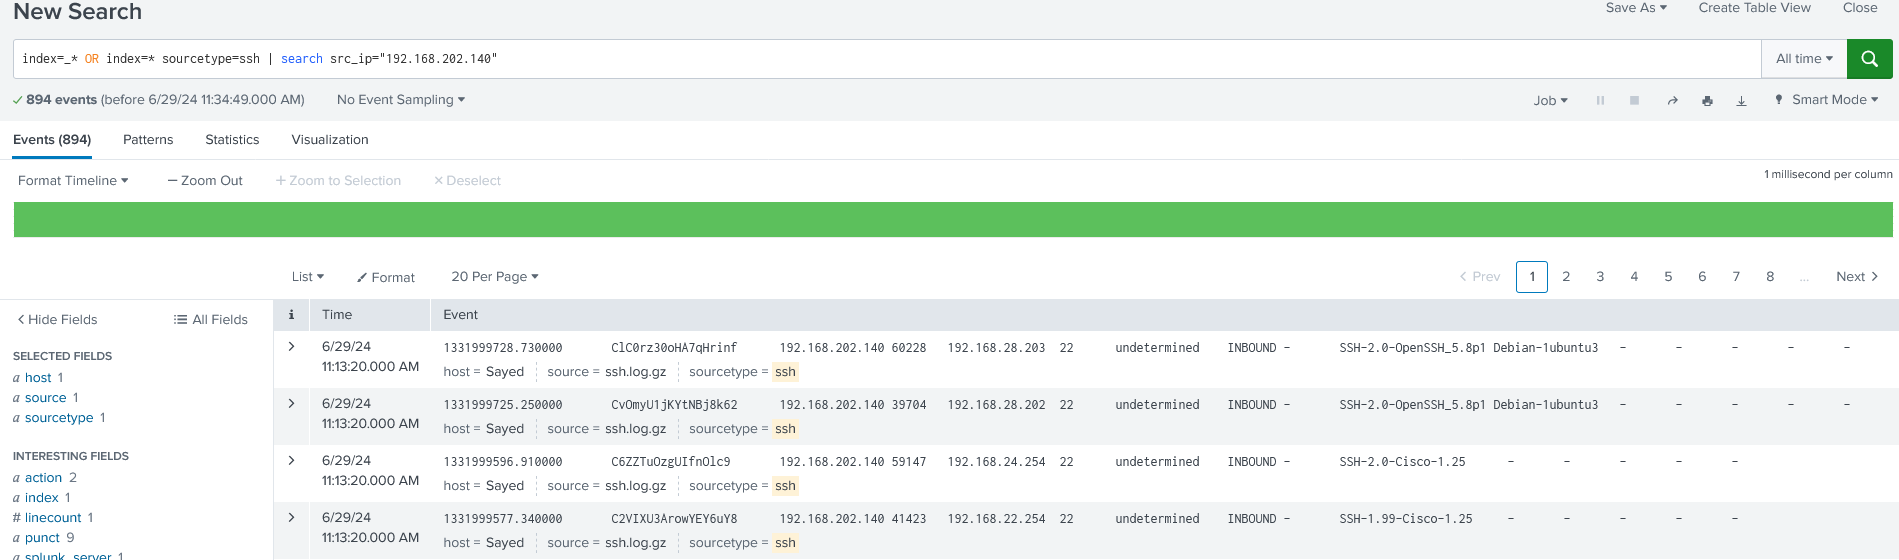 New Search
Save As Create Table View Close
index=_* OR index=* sourcetype=ssh | search src_ip="192.168.202.140"
All time
894 events (before 6/29/24 11:34:49.000 AM) No Event Sampling
Job Smart Mode
Events (894) Patterns Statistics Visualization
Format Timeline — Zoom Out + Zoom to Selection × Deselect
1 millisecond per column
List Format 20 Per Page
< Prev 1 2 3 4 5 6 7 8 ... Next >
< Hide Fields All Fields
SELECTED FIELDS
a host 1
a source 1
a sourcetype 1
INTERESTING FIELDS
a action 2
a index 1
# linecount 1
a punct 9
a splunk_server 1
i Time Event
> 6/29/24 11:13:20.000 AM
1331999728.730000 ClC0rz30oHA7qHrinf 192.168.202.140 60228 192.168.28.203 22 undetermined INBOUND - SSH-2.0-OpenSSH_5.8p1 Debian-1ubuntu3 - - - - -
host = Sayed source = ssh.log.gz sourcetype = ssh
> 6/29/24 11:13:20.000 AM
1331999725.250000 CvOmyU1jKYtNBj8k62 192.168.202.140 39704 192.168.28.202 22 undetermined INBOUND - SSH-2.0-OpenSSH_5.8p1 Debian-1ubuntu3 - - - - -
host = Sayed source = ssh.log.gz sourcetype = ssh
> 6/29/24 11:13:20.000 AM
1331999596.910000 C6ZZTuOzgUIfnOlc9 192.168.202.140 59147 192.168.24.254 22 undetermined INBOUND - SSH-2.0-Cisco-1.25 - - - - -
host = Sayed source = ssh.log.gz sourcetype = ssh
> 6/29/24 11:13:20.000 AM
1331999577.340000 C2VIXU3ArowYEY6uY8 192.168.202.140 41423 192.168.22.254 22 undetermined INBOUND - SSH-1.99-Cisco-1.25 - - - - -
host = Sayed source = ssh.log.gz sourcetype = ssh